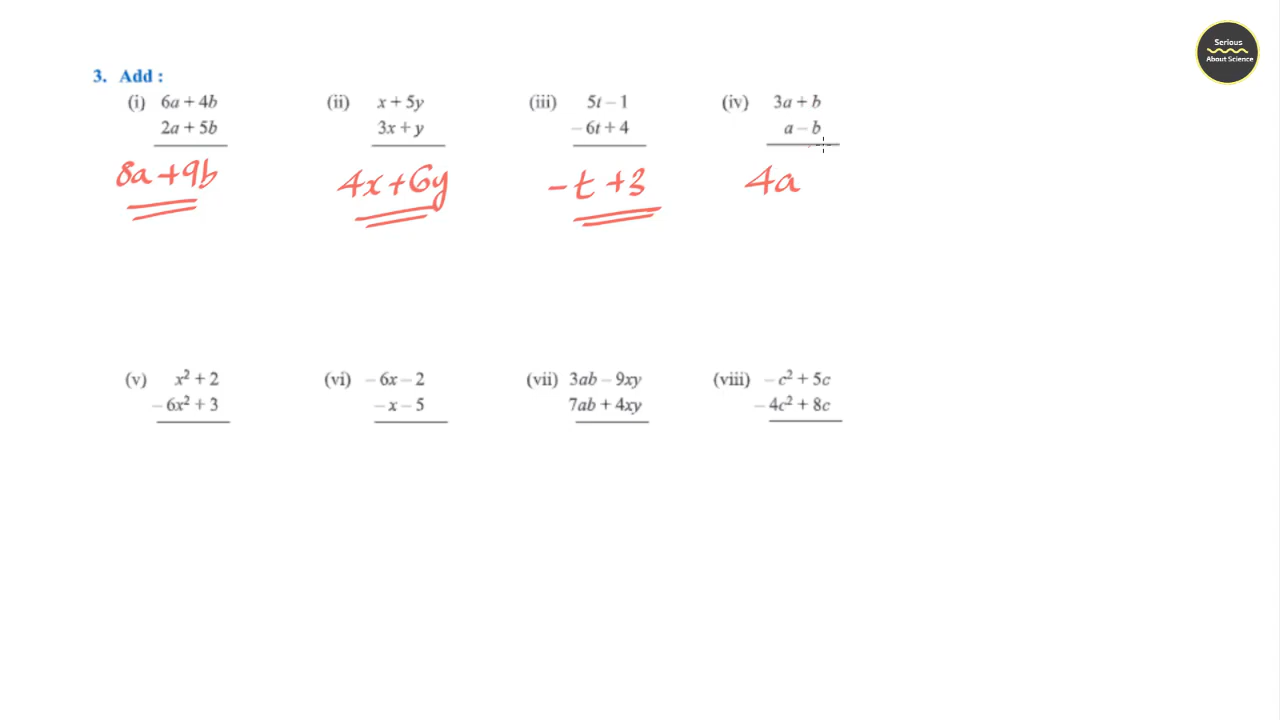 Serious
About Science
3. Add :
(i) 6a + 4b
2a + 5b
8a + 9b
(ii) x + 5y
3x + y
4x + 6y
(iii) 5t – 1
– 6t + 4
– t + 3
(iv) 3a + b
a – b
4a
(v) x² + 2
– 6x² + 3
(vi) – 6x – 2
– x – 5
(vii) 3ab – 9xy
7ab + 4xy
(viii) – c² + 5c
– 4c² + 8c